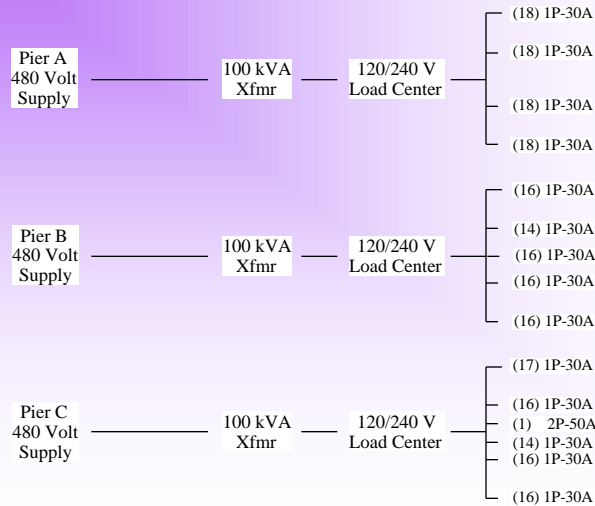 Pier A
480 Volt
Supply
100 kVA
Xfmr
120/240 V
Load Center
(18) 1P-30A
(18) 1P-30A
(18) 1P-30A
(18) 1P-30A
Pier B
480 Volt
Supply
100 kVA
Xfmr
120/240 V
Load Center
(16) 1P-30A
(14) 1P-30A
(16) 1P-30A
(16) 1P-30A
(16) 1P-30A
Pier C
480 Volt
Supply
100 kVA
Xfmr
120/240 V
Load Center
(17) 1P-30A
(16) 1P-30A
(1) 2P-50A
(14) 1P-30A
(16) 1P-30A
(16) 1P-30A